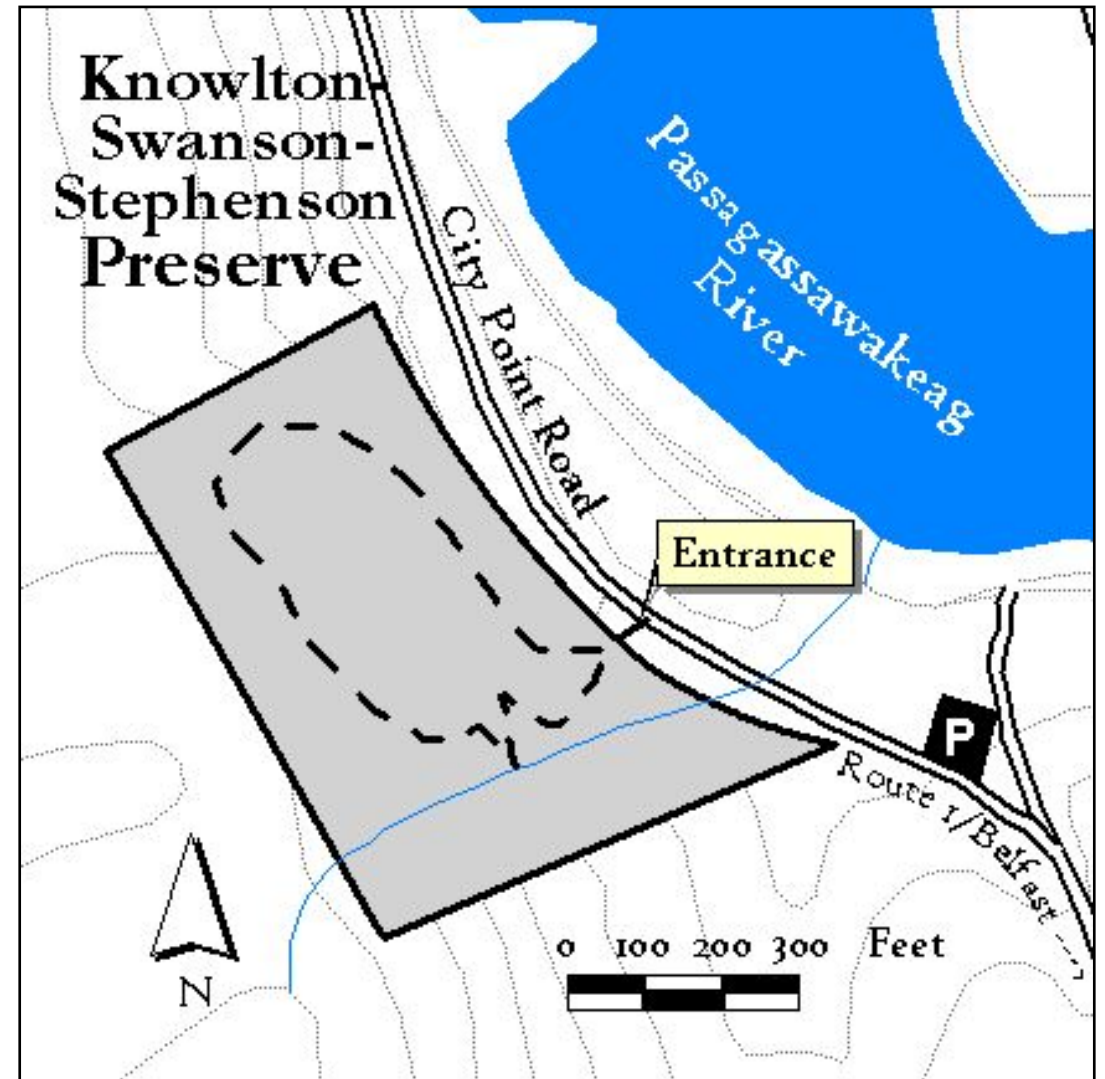 Knowlton-
Swanson-
Stephenson
Preserve
Passagassawakeag
River
City Point Road
Entrance
P
Route 1/Belfast
0 100 200 300 Feet
N